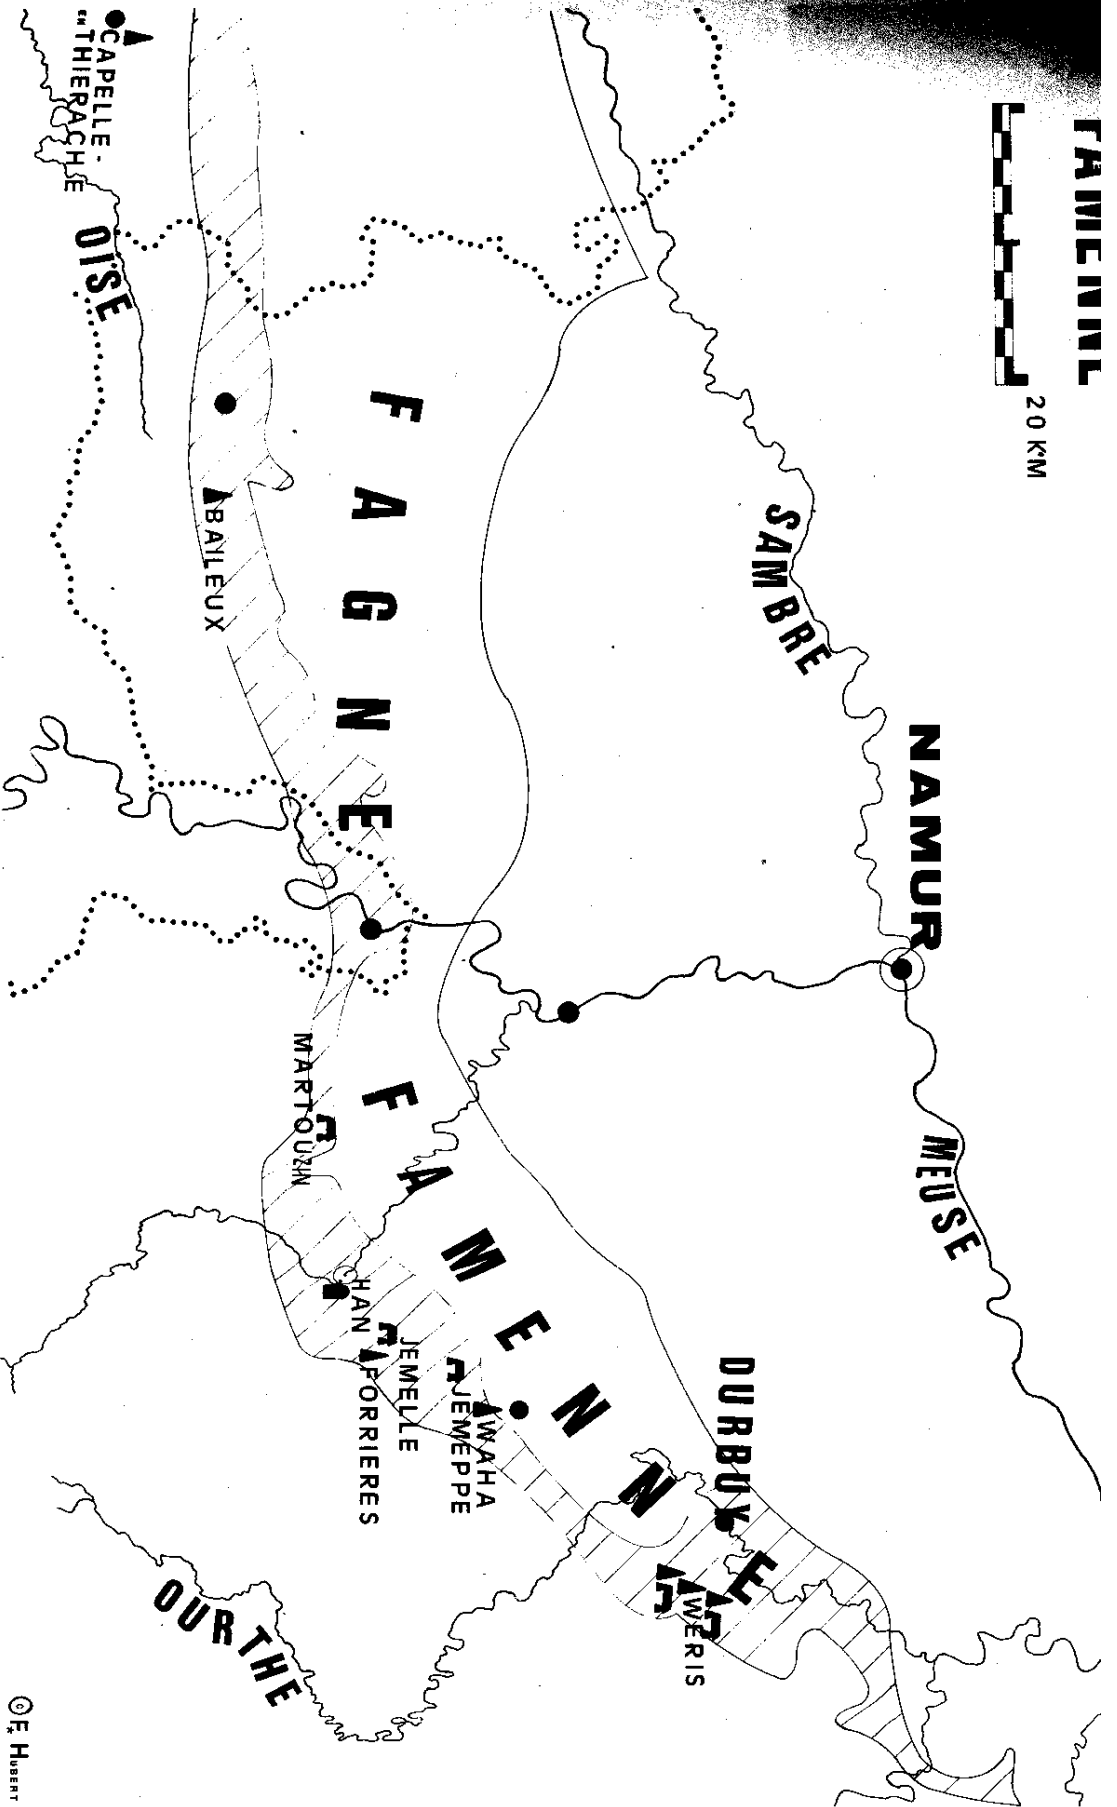 FAMENNE
20 KM
SAMBRE
NAMUR
MEUSE
CAPELLE-
EN THIERACHE
OISE
FAGNE
BAILEUX
FAMENNE
MARTOUZIN
HAN
JEMELLE
FORRIERES
WAHA
JEMEPPE
DURBUY
WERIS
OURTHE
© F. HUBERT